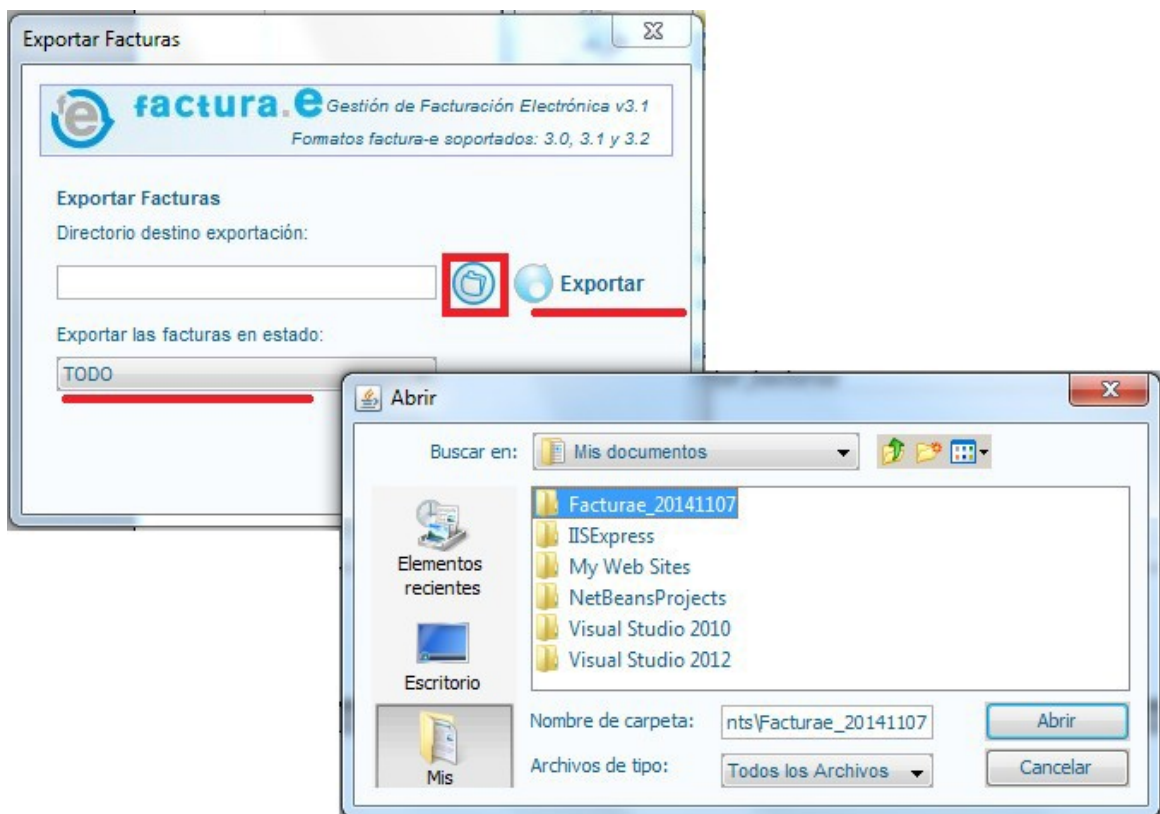 Exportar Facturas
factura.e Gestión de Facturación Electrónica v3.1
Formatos factura-e soportados: 3.0, 3.1 y 3.2
Exportar Facturas
Directorio destino exportación:
Exportar
Exportar las facturas en estado:
TODO
Abrir
Buscar en: Mis documentos
Facturae_20141107
IISExpress
My Web Sites
NetBeansProjects
Visual Studio 2010
Visual Studio 2012
Elementos
recientes
Escritorio
Mis
Nombre de carpeta: nts\Facturae_20141107 Abrir
Archivos de tipo: Todos los Archivos Cancelar